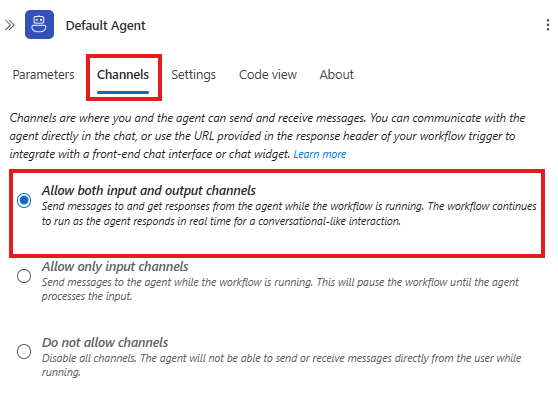 Default Agent
Parameters Channels Settings Code view About
Channels are where you and the agent can send and receive messages. You can communicate with the
agent directly in the chat, or use the URL provided in the response header of your workflow trigger to
integrate with a front-end chat interface or chat widget. Learn more
Allow both input and output channels
Send messages to and get responses from the agent while the workflow is running. The workflow continues
to run as the agent responds in real time for a conversational-like interaction.
Allow only input channels
Send messages to the agent while the workflow is running. This will pause the workflow until the agent
processes the input.
Do not allow channels
Disable all channels. The agent will not be able to send or receive messages directly from the user while
running.